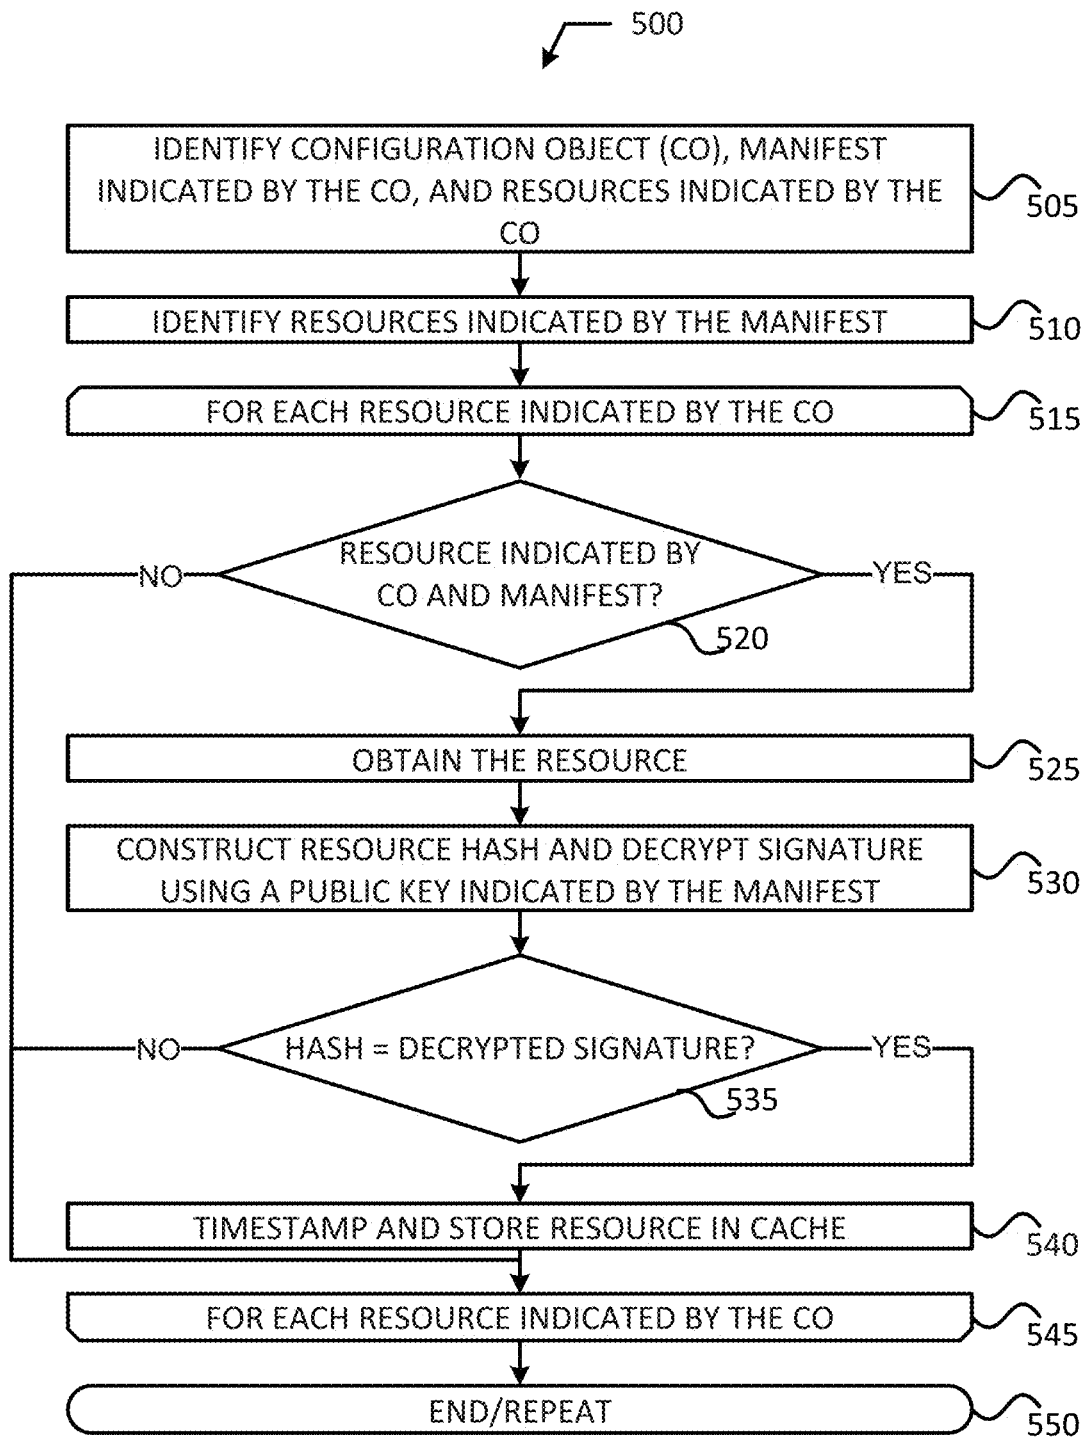 500
IDENTIFY CONFIGURATION OBJECT (CO), MANIFEST
INDICATED BY THE CO, AND RESOURCES INDICATED BY THE
CO
505
IDENTIFY RESOURCES INDICATED BY THE MANIFEST
510
FOR EACH RESOURCE INDICATED BY THE CO
515
RESOURCE INDICATED BY
CO AND MANIFEST?
NO
YES
520
OBTAIN THE RESOURCE
525
CONSTRUCT RESOURCE HASH AND DECRYPT SIGNATURE
USING A PUBLIC KEY INDICATED BY THE MANIFEST
530
NO
HASH = DECRYPTED SIGNATURE?
YES
535
TIMESTAMP AND STORE RESOURCE IN CACHE
540
FOR EACH RESOURCE INDICATED BY THE CO
545
END/REPEAT
550